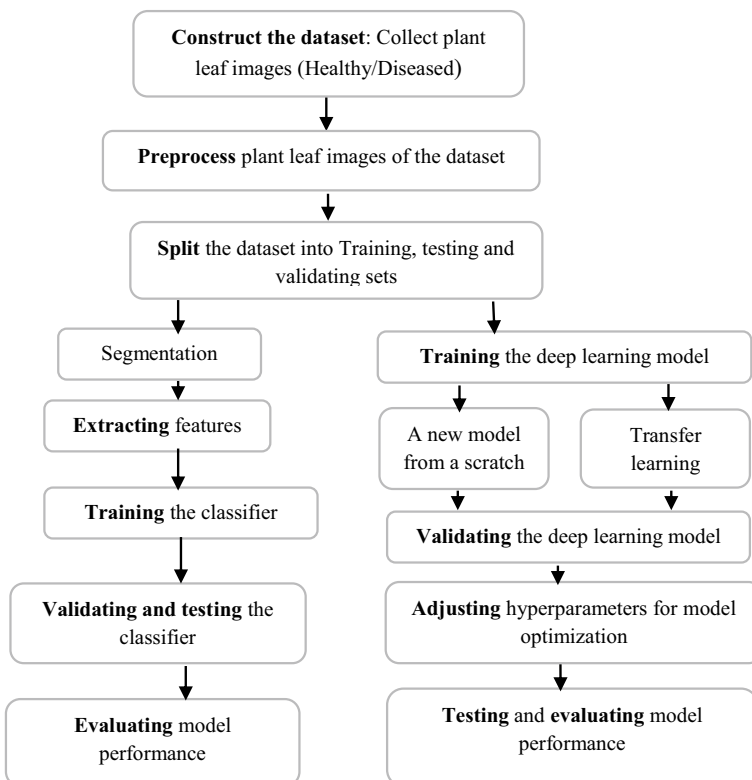 Construct the dataset: Collect plant
leaf images (Healthy/Diseased)
Preprocess plant leaf images of the dataset
Split the dataset into Training, testing and
validating sets
Segmentation
Extracting features
Training the classifier
Validating and testing the
classifier
Evaluating model
performance
Training the deep learning model
A new model
from a scratch
Transfer
learning
Validating the deep learning model
Adjusting hyperparameters for model
optimization
Testing and evaluating model
performance